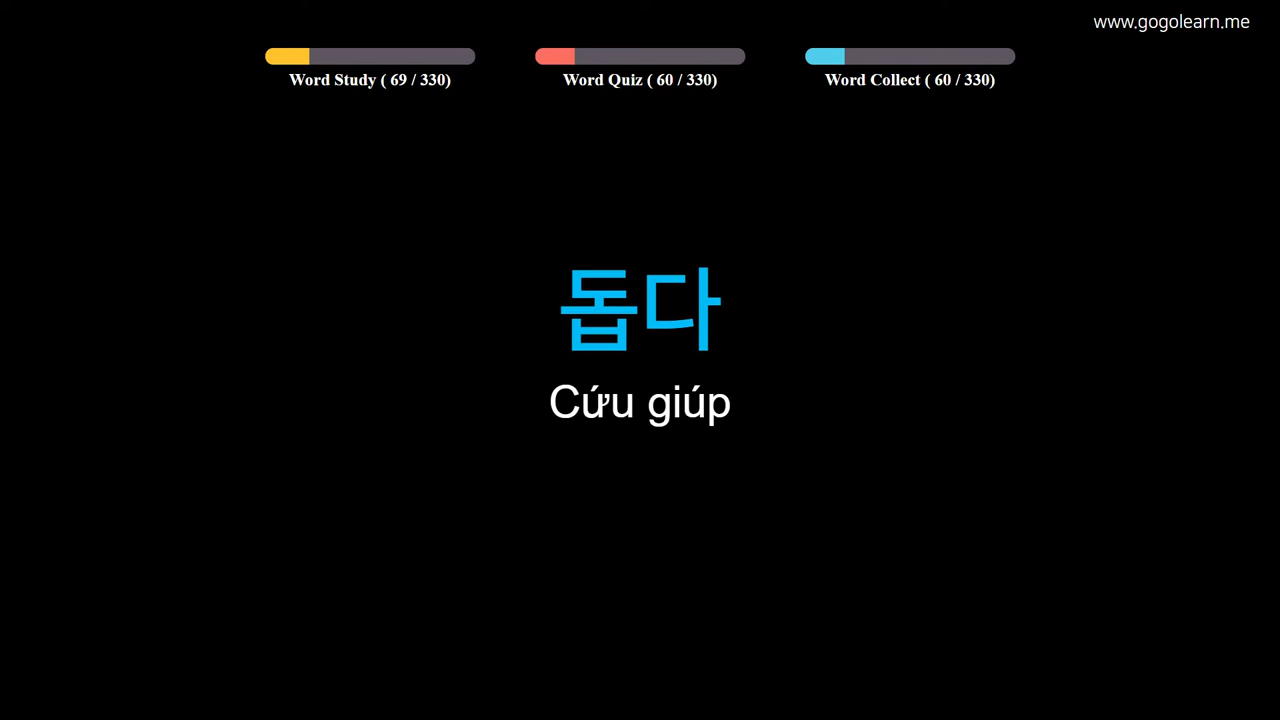 www.gogolearn.me
Word Study ( 69 / 330)
Word Quiz ( 60 / 330)
Word Collect ( 60 / 330)
돕다
Cứu giúp